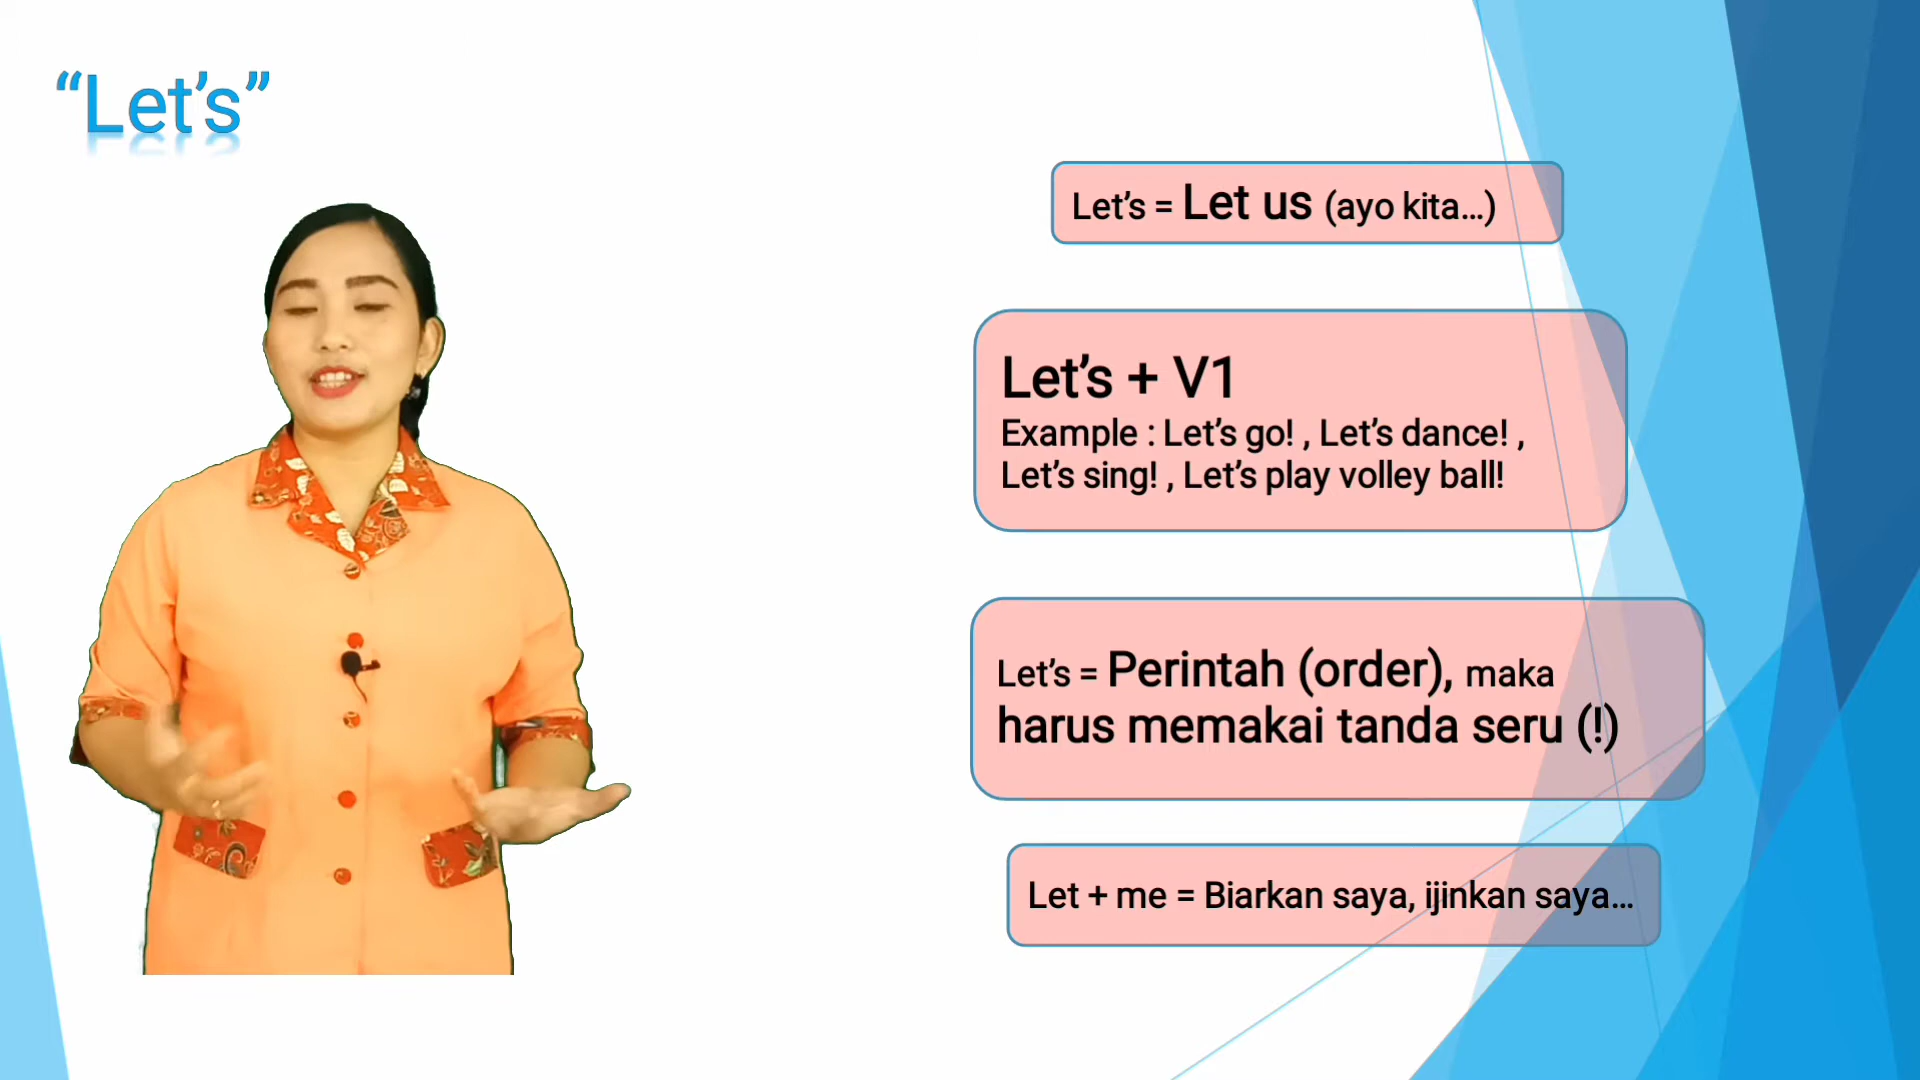 “Let’s”
Let’s = Let us (ayo kita…)
Let’s + V1
Example : Let’s go! , Let’s dance! ,
Let’s sing! , Let’s play volley ball!
Let’s = Perintah (order), maka
harus memakai tanda seru (!)
Let + me = Biarkan saya, ijinkan saya…